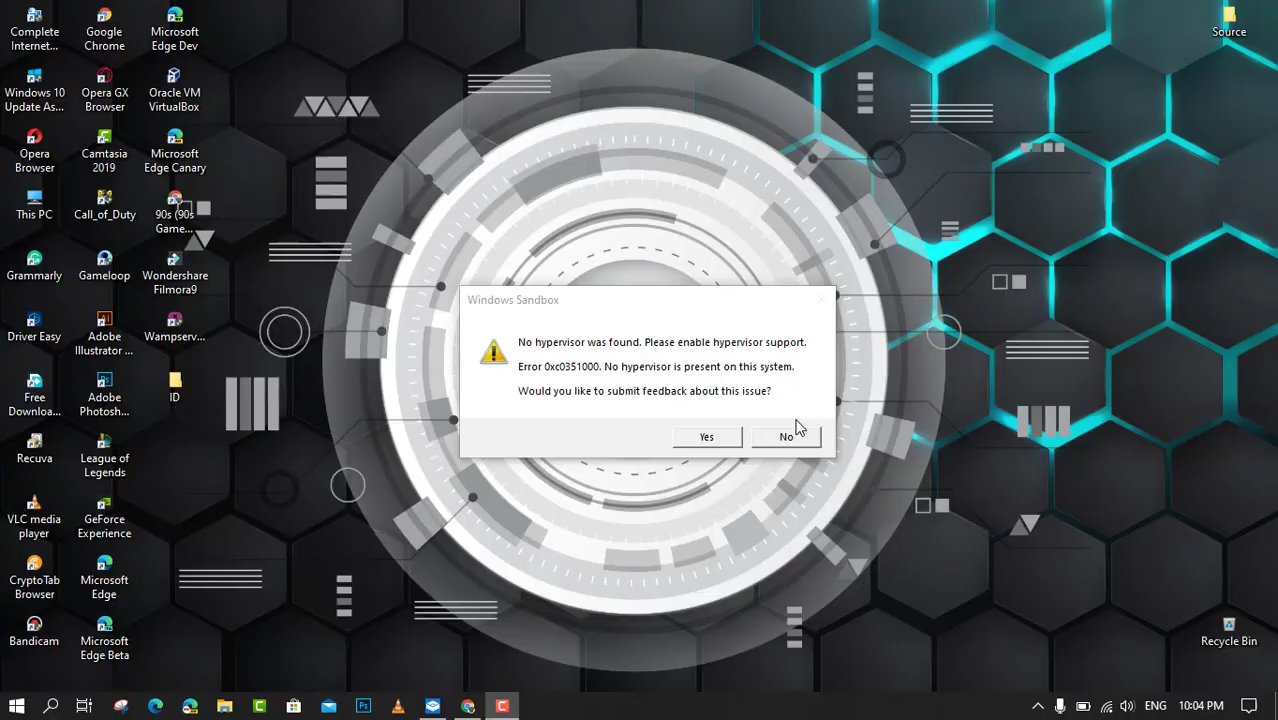 Complete
Internet...
Google
Chrome
Microsoft
Edge Dev
Source
Windows 10
Update As...
Opera GX
Browser
Oracle VM
VirtualBox
Opera
Browser
Camtasia
2019
Microsoft
Edge Canary
This PC
Call_of_Duty
90s (90s
Game...
Grammarly
Gameloop
Wondershare
Filmora9
Driver Easy
Adobe
Illustrator ...
Wampserv...
Free
Downloa...
Adobe
Photosh...
ID
Recuva
League of
Legends
VLC media
player
GeForce
Experience
CryptoTab
Browser
Microsoft
Edge
Bandicam
Microsoft
Edge Beta
Recycle Bin
Windows Sandbox
No hypervisor was found. Please enable hypervisor support.
Error 0xc0351000. No hypervisor is present on this system.
Would you like to submit feedback about this issue?
Yes
No
ENG
10:04 PM